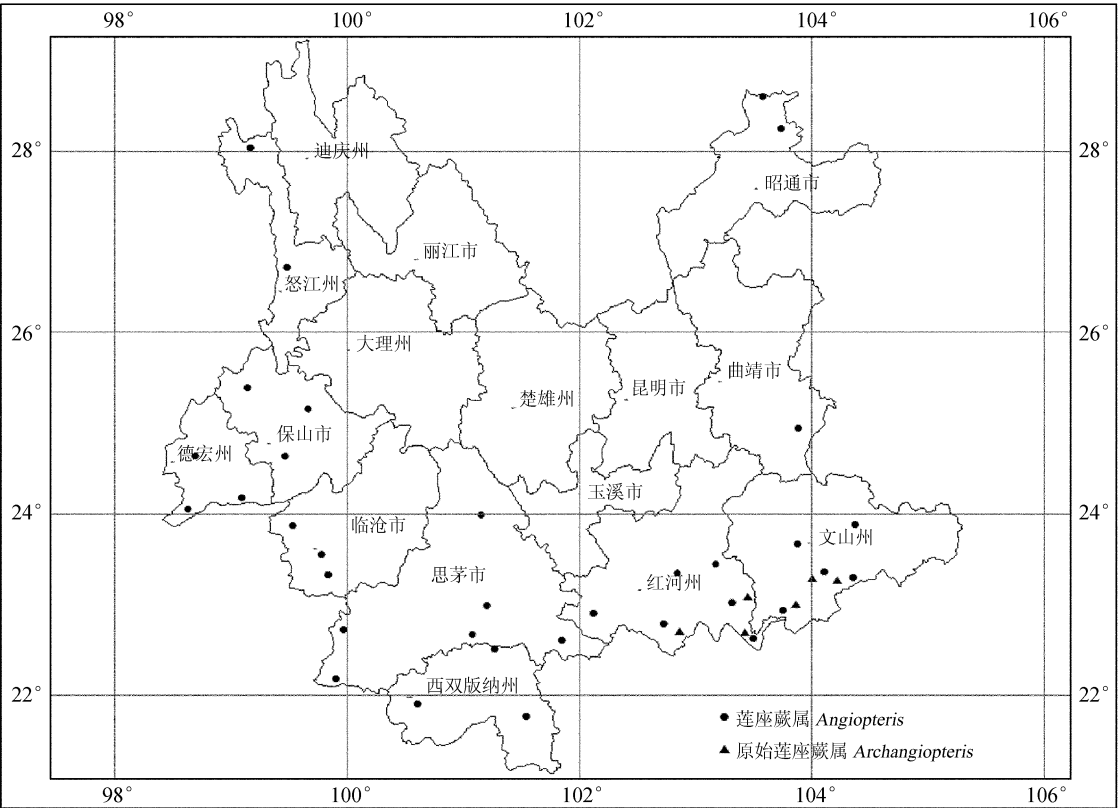 98° 100° 102° 104° 106°
28° 迪庆州 28°
昭通市
丽江市
怒江州
26° 26°
大理州
曲靖市
昆明市
楚雄州
保山市
德宏州
玉溪市
24° 24°
临沧市
文山州
思茅市
红河州
22° 西双版纳州 22°
莲座蕨属 Angiopteris
原始莲座蕨属 Archangiopteris
98° 100° 102° 104° 106°